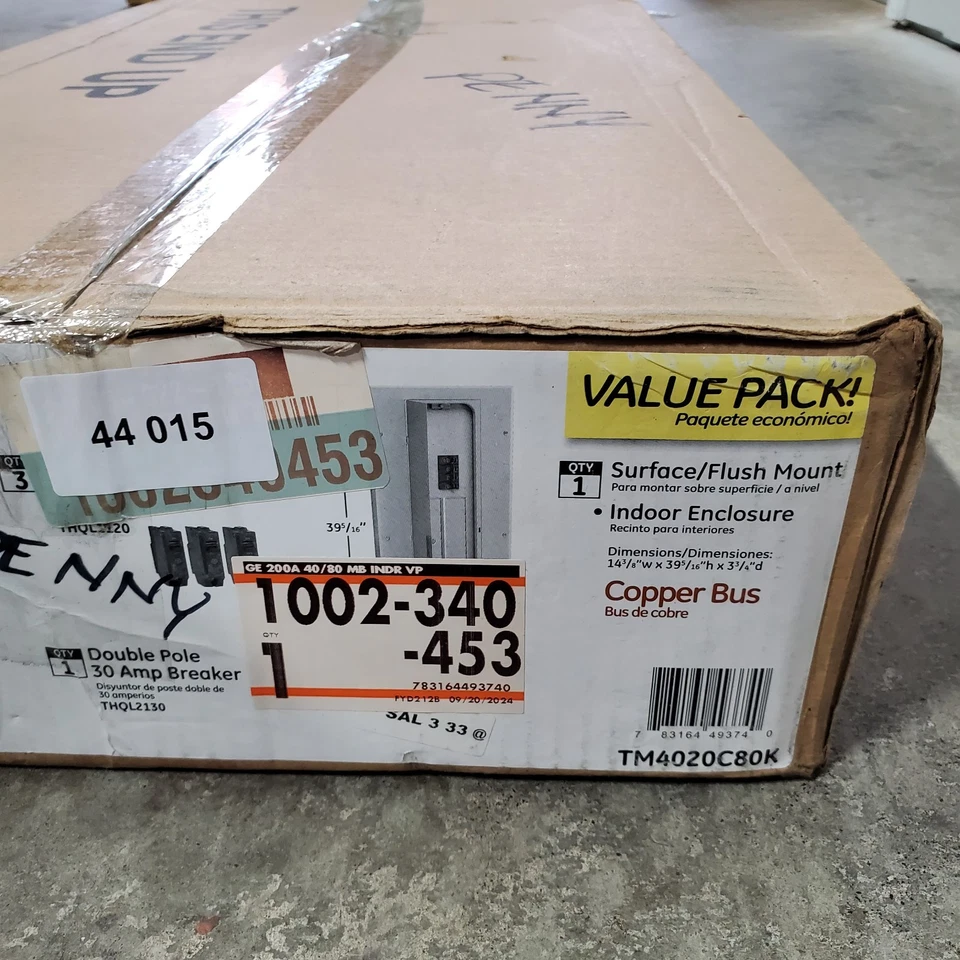 THIS END UP
PENNY
44 015
453
QTY
3
PENNY
39⁵/₁₆"
GE 200A 40/80 MB INDR VP
1002-340
-453
QTY
1
783164493740
09/20/2024
SAL 3 33 @
QTY
1
Double Pole
30 Amp Breaker
Disyuntor de poste doble de
30 amperios
THQL2130
VALUE PACK!
Paquete económico!
QTY
1
Surface/Flush Mount
Para montar sobre superficie / a nivel
• Indoor Enclosure
Recinto para interiores
Dimensions/Dimensiones:
14³/₈"w x 39⁵/₁₆"h x 3³/₄"d
Copper Bus
Bus de cobre
7 83164 49374 0
TM4020C80K